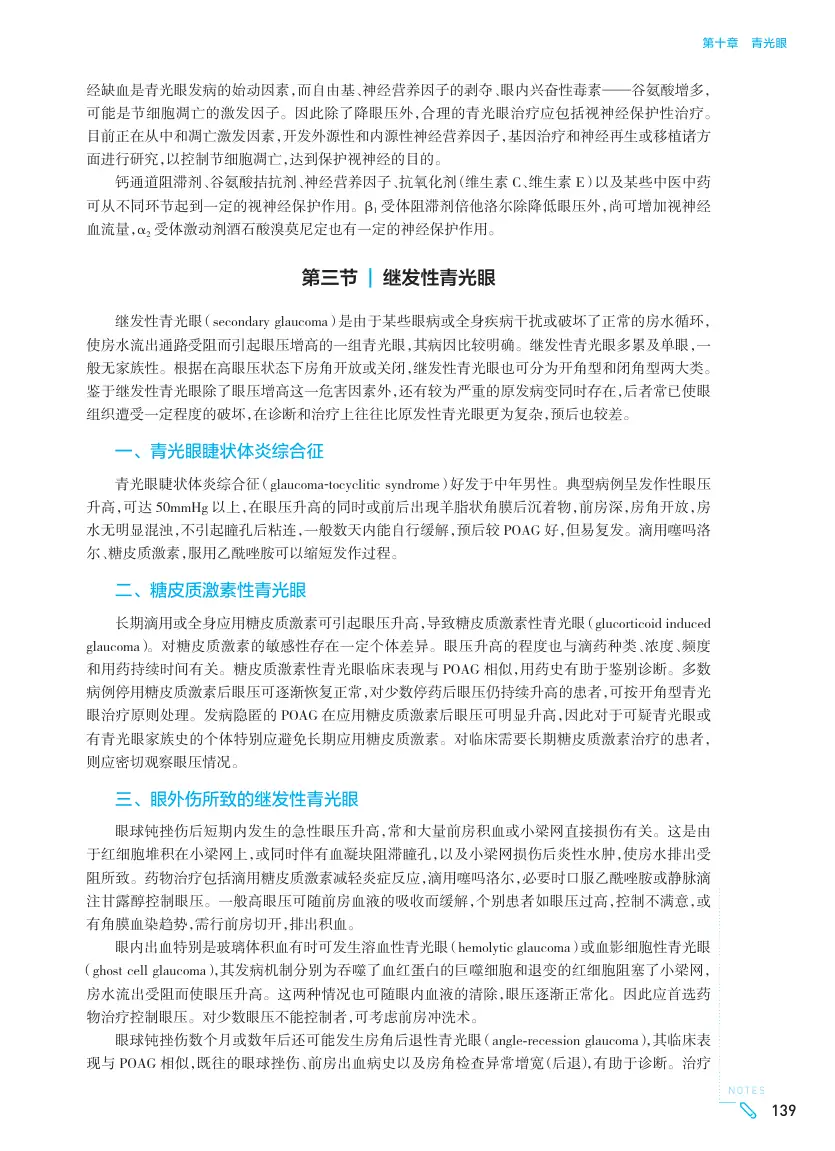 第十章 青光眼
经缺血是青光眼发病的始动因素,而自由基、神经营养因子的剥夺、眼内兴奋性毒素——谷氨酸增多,
可能是节细胞凋亡的激发因子。因此除了降眼压外,合理的青光眼治疗应包括视神经保护性治疗。
目前正在从中和凋亡激发因素,开发外源性和内源性神经营养因子,基因治疗和神经再生或移植诸方
面进行研究,以控制节细胞凋亡,达到保护视神经的目的。
钙通道阻滞剂、谷氨酸拮抗剂、神经营养因子、抗氧化剂(维生素 C、维生素 E)以及某些中医中药
可从不同环节起到一定的视神经保护作用。β₁ 受体阻滞剂倍他洛尔除降低眼压外,尚可增加视神经
血流量,α₂ 受体激动剂酒石酸溴莫尼定也有一定的神经保护作用。
第三节 | 继发性青光眼
继发性青光眼(secondary glaucoma)是由于某些眼病或全身疾病干扰或破坏了正常的房水循环,
使房水流出通路受阻而引起眼压增高的一组青光眼,其病因比较明确。继发性青光眼多累及单眼,一
般无家族性。根据在高眼压状态下房角开放或关闭,继发性青光眼也可分为开角型和闭角型两大类。
鉴于继发性青光眼除了眼压增高这一危害因素外,还有较为严重的原发病变同时存在,后者常已使眼
组织遭受一定程度的破坏,在诊断和治疗上往往比原发性青光眼更为复杂,预后也较差。
一、青光眼睫状体炎综合征
青光眼睫状体炎综合征(glaucoma-tocyclitic syndrome)好发于中年男性。典型病例呈发作性眼压
升高,可达 50mmHg 以上,在眼压升高的同时或前后出现羊脂状角膜后沉着物,前房深,房角开放,房
水无明显混浊,不引起瞳孔后粘连,一般数天内能自行缓解,预后较 POAG 好,但易复发。滴用噻吗洛
尔、糖皮质激素,服用乙酰唑胺可以缩短发作过程。
二、糖皮质激素性青光眼
长期滴用或全身应用糖皮质激素可引起眼压升高,导致糖皮质激素性青光眼(glucorticoid induced
glaucoma)。对糖皮质激素的敏感性存在一定个体差异。眼压升高的程度也与滴药种类、浓度、频度
和用药持续时间有关。糖皮质激素性青光眼临床表现与 POAG 相似,用药史有助于鉴别诊断。多数
病例停用糖皮质激素后眼压可逐渐恢复正常,对少数停药后眼压仍持续升高的患者,可按开角型青光
眼治疗原则处理。发病隐匿的 POAG 在应用糖皮质激素后眼压可明显升高,因此对于可疑青光眼或
有青光眼家族史的个体特别应避免长期应用糖皮质激素。对临床需要长期糖皮质激素治疗的患者,
则应密切观察眼压情况。
三、眼外伤所致的继发性青光眼
眼球钝挫伤后短期内发生的急性眼压升高,常和大量前房积血或小梁网直接损伤有关。这是由
于红细胞堆积在小梁网上,或同时伴有血凝块阻滞瞳孔,以及小梁网损伤后炎性水肿,使房水排出受
阻所致。药物治疗包括滴用糖皮质激素减轻炎症反应,滴用噻吗洛尔,必要时口服乙酰唑胺或静脉滴
注甘露醇控制眼压。一般高眼压可随前房血液的吸收而缓解,个别患者如眼压过高,控制不满意,或
有角膜血染趋势,需行前房切开,排出积血。
眼内出血特别是玻璃体积血有时可发生溶血性青光眼(hemolytic glaucoma)或血影细胞性青光眼
(ghost cell glaucoma),其发病机制分别为吞噬了血红蛋白的巨噬细胞和退变的红细胞阻塞了小梁网,
房水流出受阻而使眼压升高。这两种情况也可随眼内血液的清除,眼压逐渐正常化。因此应首选药
物治疗控制眼压。对少数眼压不能控制者,可考虑前房冲洗术。
眼球钝挫伤数个月或数年后还可能发生房角后退性青光眼(angle-recession glaucoma),其临床表
现与 POAG 相似,既往的眼球挫伤、前房出血病史以及房角检查异常增宽(后退),有助于诊断。治疗
NOTES
139